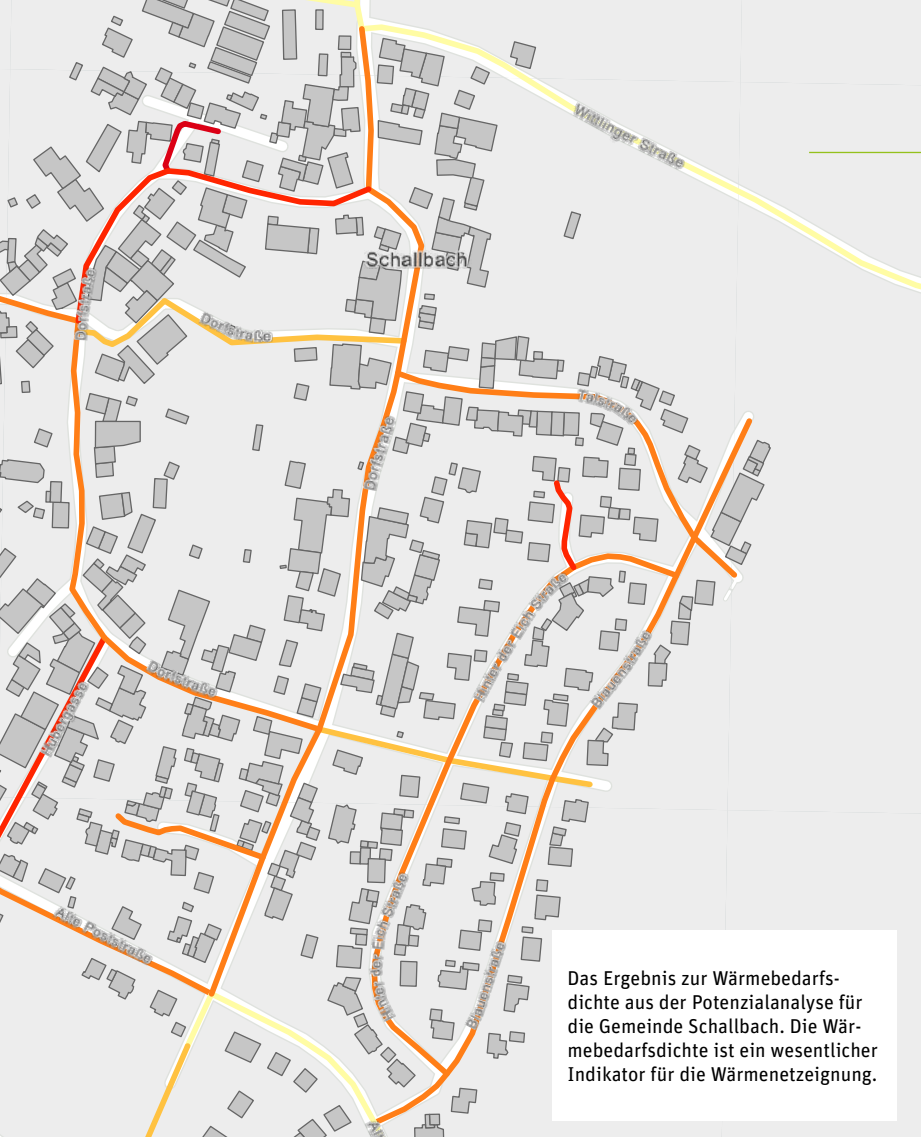 Wittlinger Straße
Schallbach
Dorfstraße
Dorfstraße
Talstraße
Dorfstraße
Hinter der Eich Straße
Blauenstraße
Dorfstraße
Hubergasse
Alte Poststraße
Hinter der Eich Straße
Blauenstraße
Das Ergebnis zur Wärmebedarfs-
dichte aus der Potenzialanalyse für
die Gemeinde Schallbach. Die Wär-
mebedarfsdichte ist ein wesentlicher
Indikator für die Wärmenetzeignung.